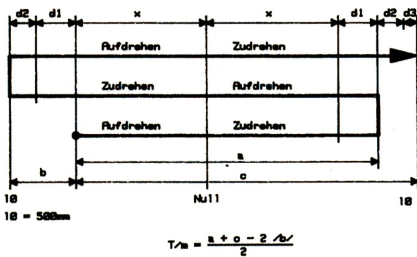 d2 d1 x x d1 d2 d3
Aufdrehen Zudrehen
Zudrehen Aufdrehen
Aufdrehen Zudrehen
a
b c
10 Null 10
10 = 500mm
T/m = a + c - 2 /b/
2